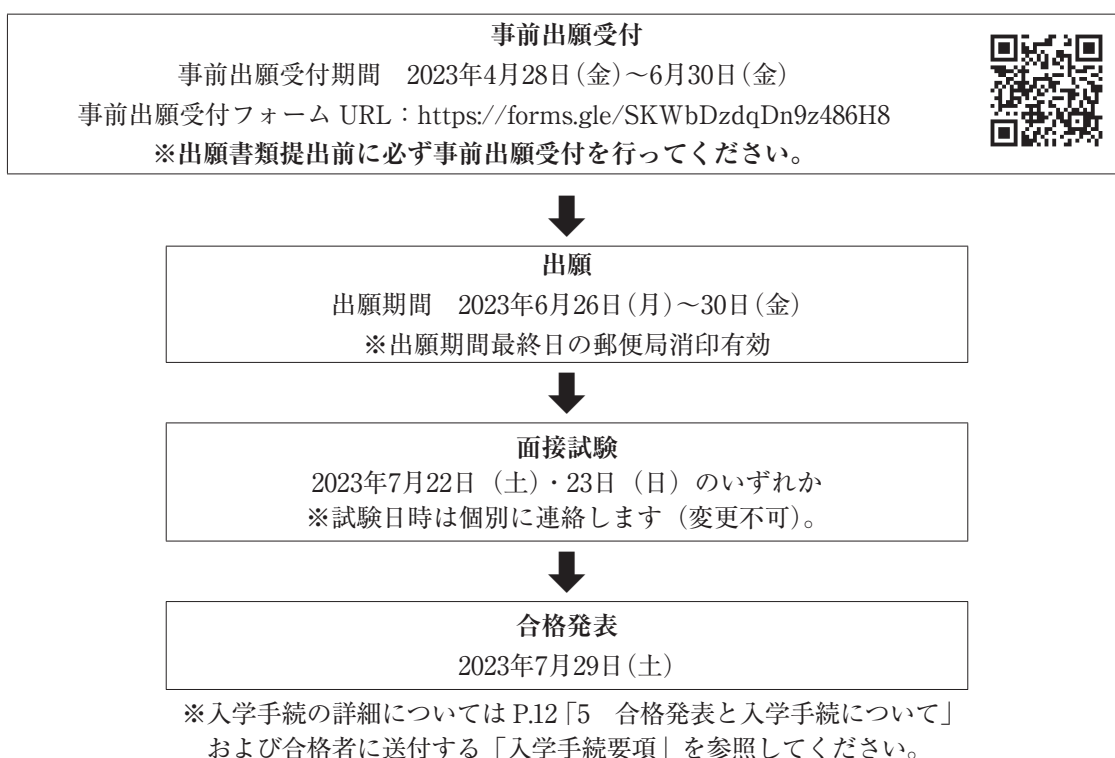 事前出願受付
事前出願受付期間　2023年4月28日(金)～6月30日(金)
事前出願受付フォーム URL：https://forms.gle/SKWbDzdqDn9z486H8
※出願書類提出前に必ず事前出願受付を行ってください。
出願
出願期間　2023年6月26日(月)～30日(金)
※出願期間最終日の郵便局消印有効
面接試験
2023年7月22日（土）・23日（日）のいずれか
※試験日時は個別に連絡します（変更不可）。
合格発表
2023年7月29日(土)
※入学手続の詳細については P.12「5　合格発表と入学手続について」
および合格者に送付する「入学手続要項」を参照してください。